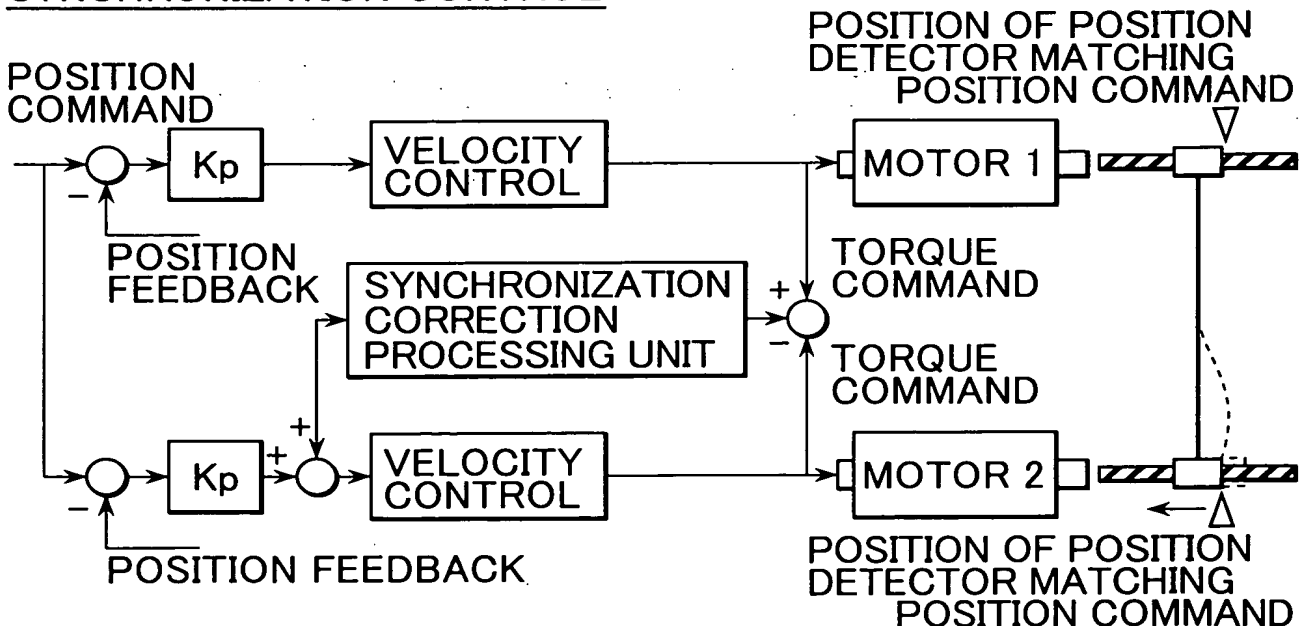 POSITION OF POSITION
DETECTOR MATCHING
POSITION COMMAND
POSITION
COMMAND
Kp
VELOCITY
CONTROL
MOTOR 1
-
POSITION
FEEDBACK
SYNCHRONIZATION
CORRECTION
PROCESSING UNIT
+
-
TORQUE
COMMAND
TORQUE
COMMAND
+
+
Kp
VELOCITY
CONTROL
MOTOR 2
-
POSITION FEEDBACK
POSITION OF POSITION
DETECTOR MATCHING
POSITION COMMAND